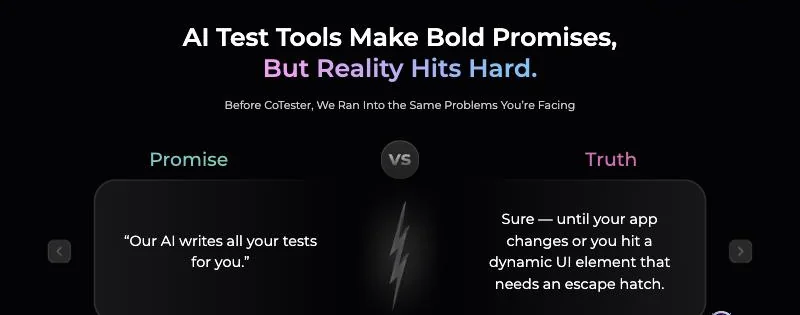 AI Test Tools Make Bold Promises,
But Reality Hits Hard.
Before CoTester, We Ran Into the Same Problems You’re Facing
Promise
VS
Truth
“Our AI writes all your tests
for you.”
Sure — until your app
changes or you hit a
dynamic UI element that
needs an escape hatch.